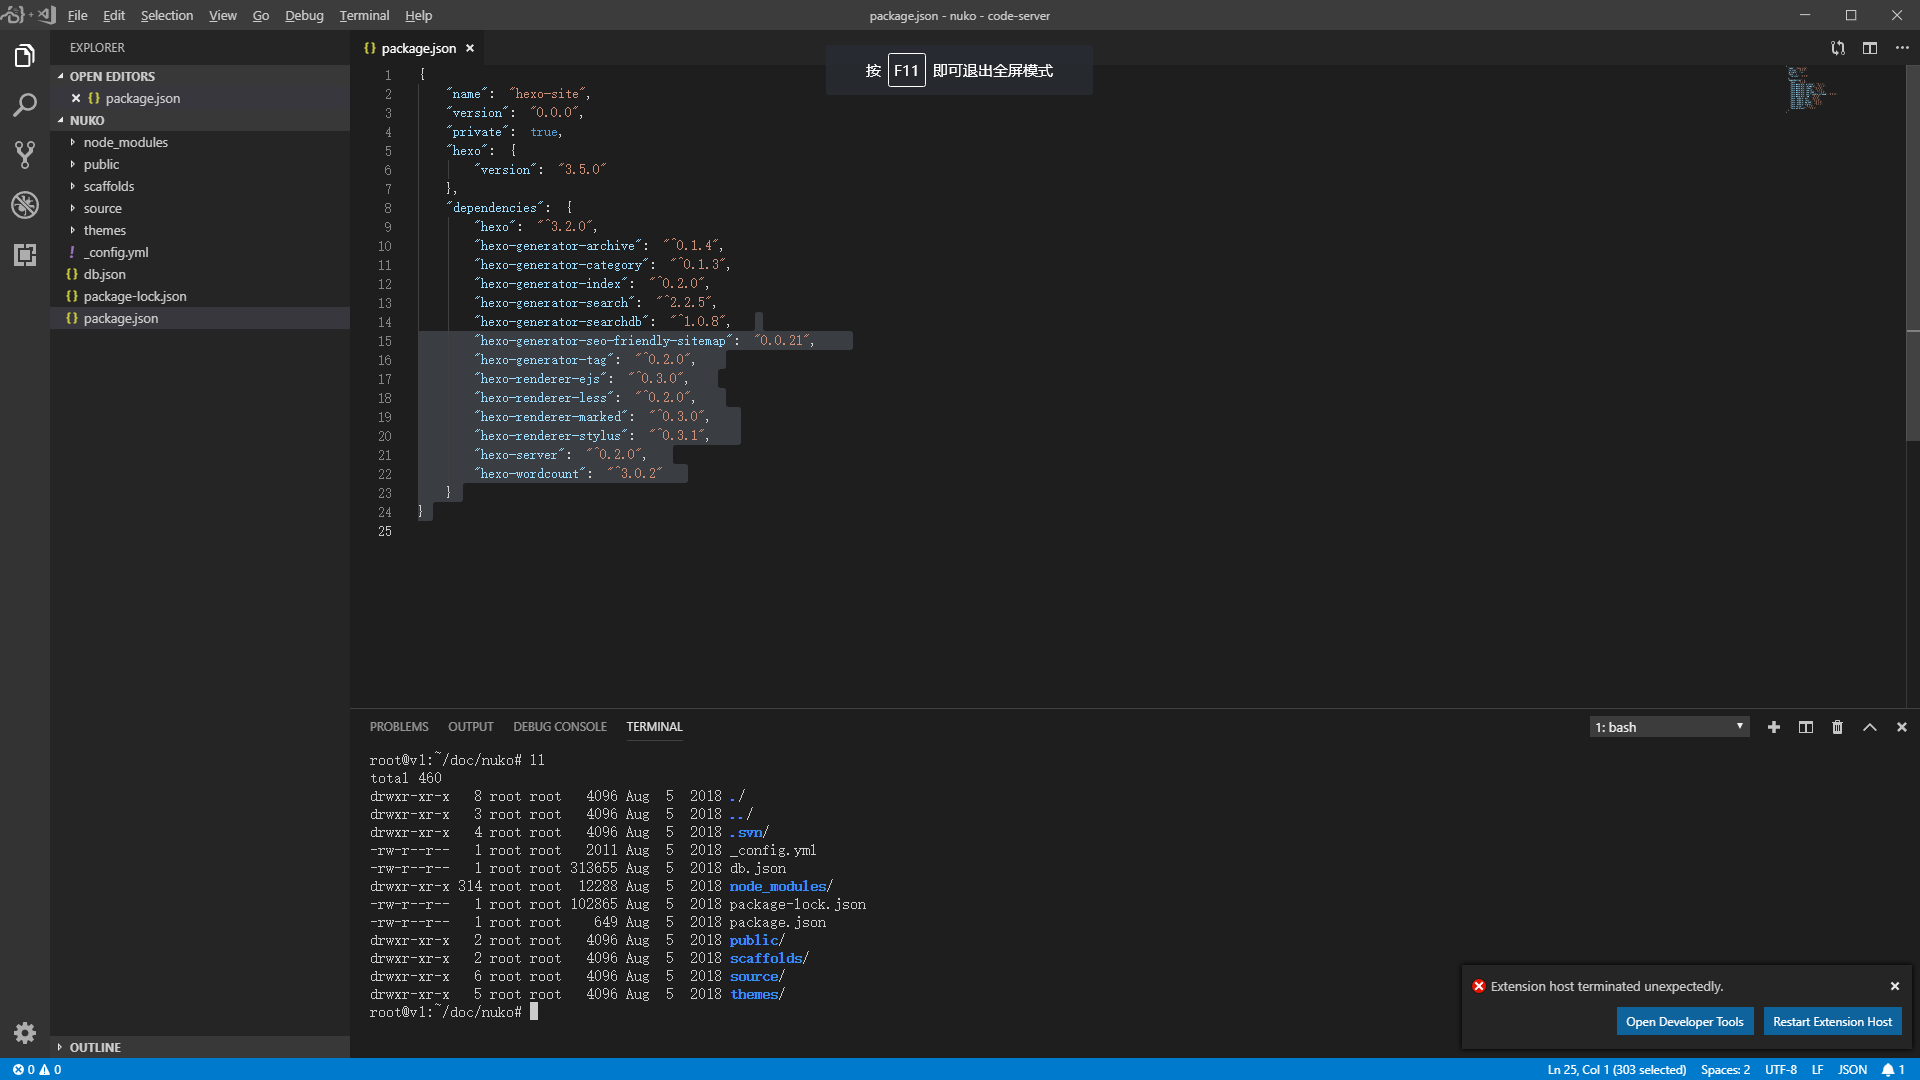 File Edit Selection View Go Debug Terminal Help
package.json - nuko - code-server
EXPLORER
OPEN EDITORS
{} package.json
NUKO
node_modules
public
scaffolds
source
themes
! _config.yml
{} db.json
{} package-lock.json
{} package.json
OUTLINE
{} package.json
按 F11 即可退出全屏模式
1 {
2 "name": "hexo-site",
3 "version": "0.0.0",
4 "private": true,
5 "hexo": {
6 "version": "3.5.0"
7 },
8 "dependencies": {
9 "hexo": "^3.2.0",
10 "hexo-generator-archive": "^0.1.4",
11 "hexo-generator-category": "^0.1.3",
12 "hexo-generator-index": "^0.2.0",
13 "hexo-generator-search": "^2.2.5",
14 "hexo-generator-searchdb": "^1.0.8",
15 "hexo-generator-seo-friendly-sitemap": "0.0.21",
16 "hexo-generator-tag": "^0.2.0",
17 "hexo-renderer-ejs": "^0.3.0",
18 "hexo-renderer-less": "^0.2.0",
19 "hexo-renderer-marked": "^0.3.0",
20 "hexo-renderer-stylus": "^0.3.1",
21 "hexo-server": "^0.2.0",
22 "hexo-wordcount": "^3.0.2"
23 }
24 }
25
PROBLEMS OUTPUT DEBUG CONSOLE TERMINAL
1: bash
root@v1:~/doc/nuko# ll
total 460
drwxr-xr-x 8 root root 4096 Aug 5 2018 ./
drwxr-xr-x 3 root root 4096 Aug 5 2018 ../
drwxr-xr-x 4 root root 4096 Aug 5 2018 .svn/
-rw-r--r-- 1 root root 2011 Aug 5 2018 _config.yml
-rw-r--r-- 1 root root 313655 Aug 5 2018 db.json
drwxr-xr-x 314 root root 12288 Aug 5 2018 node_modules/
-rw-r--r-- 1 root root 102865 Aug 5 2018 package-lock.json
-rw-r--r-- 1 root root 649 Aug 5 2018 package.json
drwxr-xr-x 2 root root 4096 Aug 5 2018 public/
drwxr-xr-x 2 root root 4096 Aug 5 2018 scaffolds/
drwxr-xr-x 6 root root 4096 Aug 5 2018 source/
drwxr-xr-x 5 root root 4096 Aug 5 2018 themes/
root@v1:~/doc/nuko#
Extension host terminated unexpectedly.
Open Developer Tools
Restart Extension Host
0 0
Ln 25, Col 1 (303 selected) Spaces: 2 UTF-8 LF JSON 1